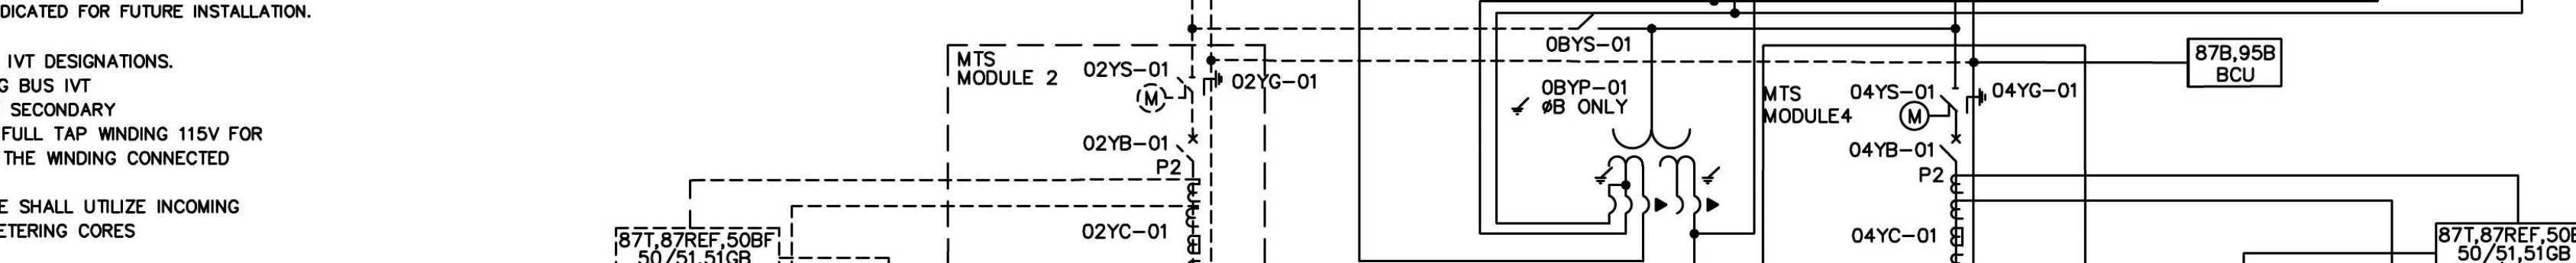 DICATED FOR FUTURE INSTALLATION.
IVT DESIGNATIONS.
G BUS IVT
SECONDARY
FULL TAP WINDING 115V FOR
THE WINDING CONNECTED
E SHALL UTILIZE INCOMING
ETERING CORES
87T,87REF,50BF
50/51,51GB
MTS
MODULE 2
02YS-01
M
02YG-01
02YB-01
P2
02YC-01
0BYS-01
0BYP-01
øB ONLY
MTS
MODULE4
04YS-01
M
04YG-01
04YB-01
P2
04YC-01
87B,95B
BCU
87T,87REF,50B
50/51,51GB